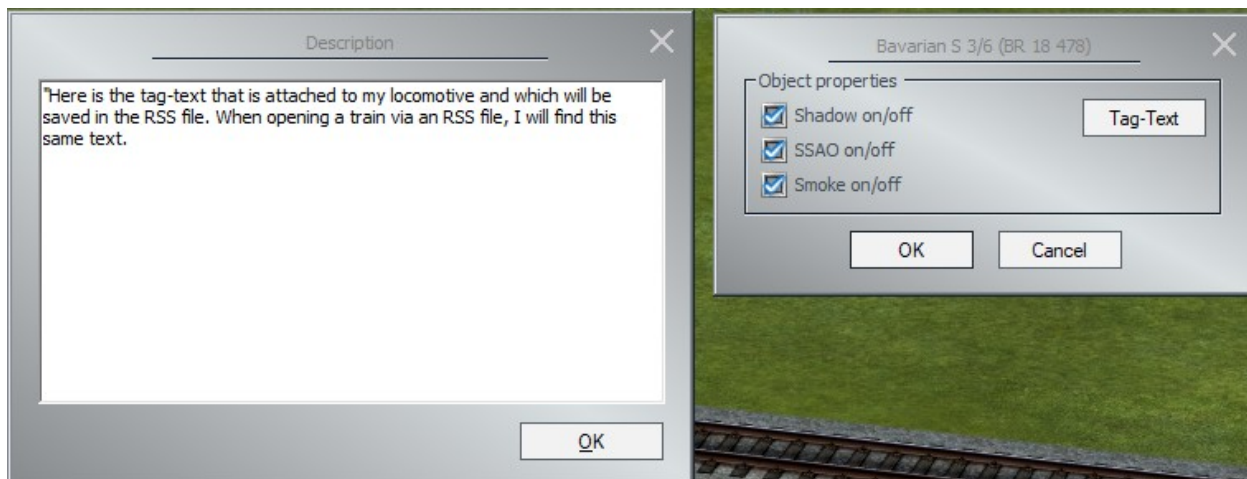 Description
"Here is the tag-text that is attached to my locomotive and which will be
saved in the RSS file. When opening a train via an RSS file, I will find this
same text.
OK
Bavarian S 3/6 (BR 18 478)
Object properties
Shadow on/off
Tag-Text
SSAO on/off
Smoke on/off
OK
Cancel